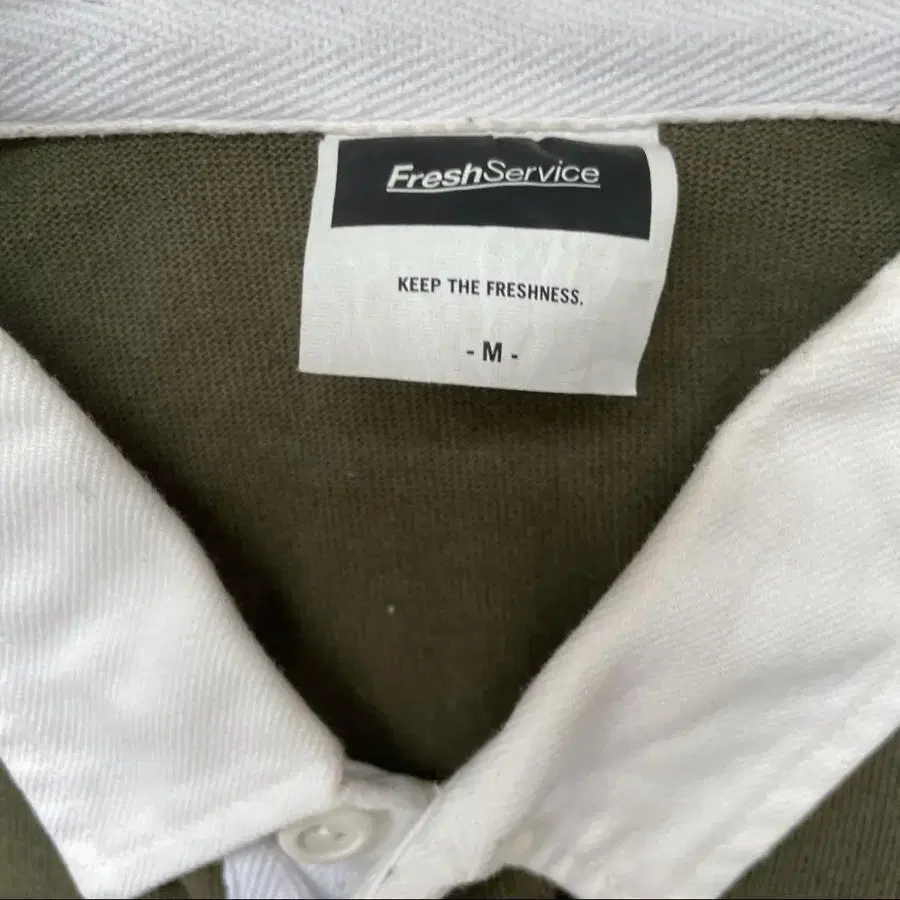 FreshService
KEEP THE FRESHNESS.
- M -